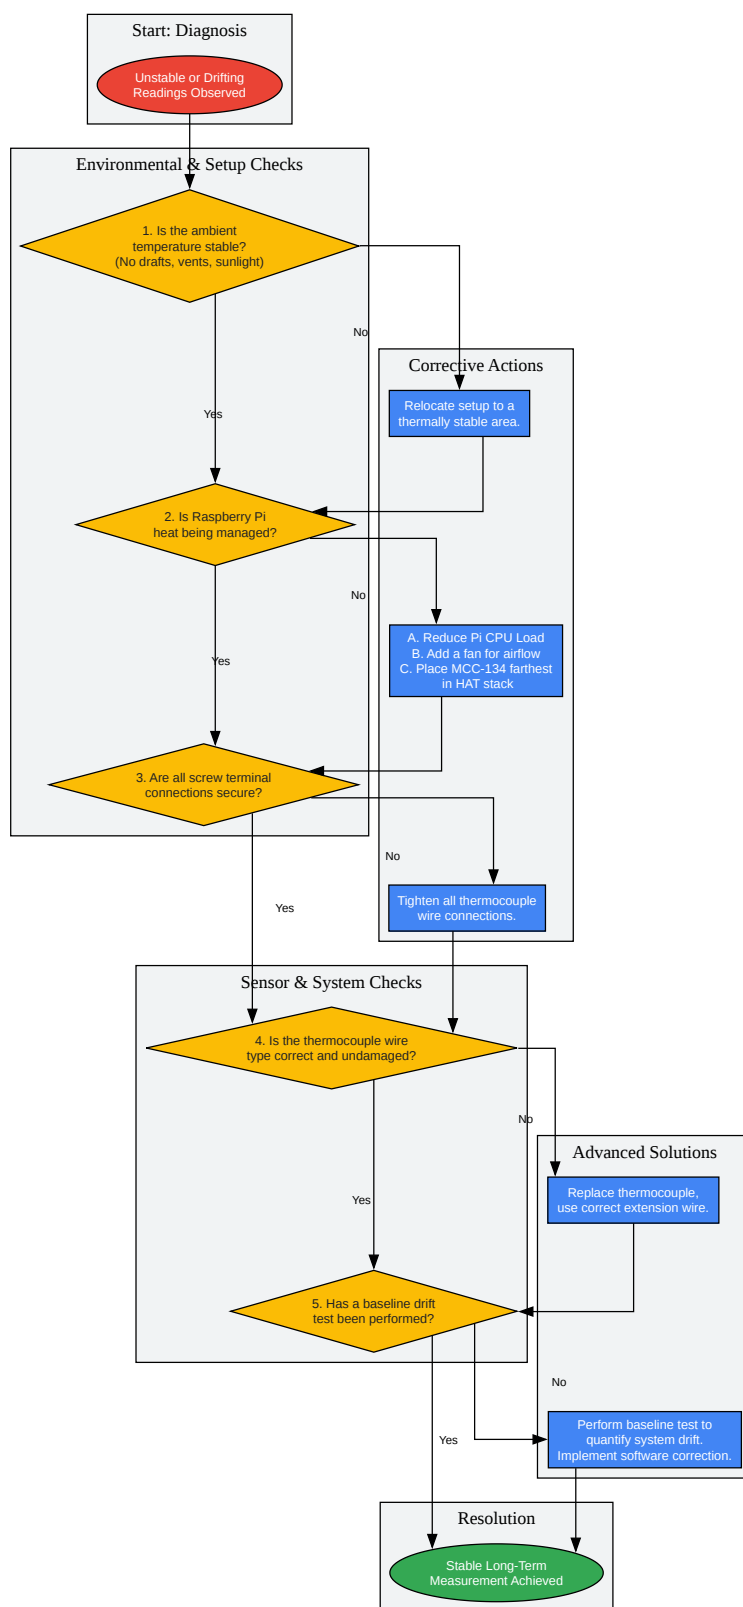 Start: Diagnosis
Unstable or Drifting
Readings Observed
Environmental & Setup Checks
1. Is the ambient
temperature stable?
(No drafts, vents, sunlight)
No
Corrective Actions
Relocate setup to a
thermally stable area.
Yes
2. Is Raspberry Pi
heat being managed?
No
A. Reduce Pi CPU Load
B. Add a fan for airflow
C. Place MCC-134 farthest
in HAT stack
Yes
3. Are all screw terminal
connections secure?
No
Tighten all thermocouple
wire connections.
Yes
Sensor & System Checks
4. Is the thermocouple wire
type correct and undamaged?
No
Advanced Solutions
Replace thermocouple,
use correct extension wire.
Yes
5. Has a baseline drift
test been performed?
No
Perform baseline test to
quantify system drift.
Implement software correction.
Yes
Resolution
Stable Long-Term
Measurement Achieved